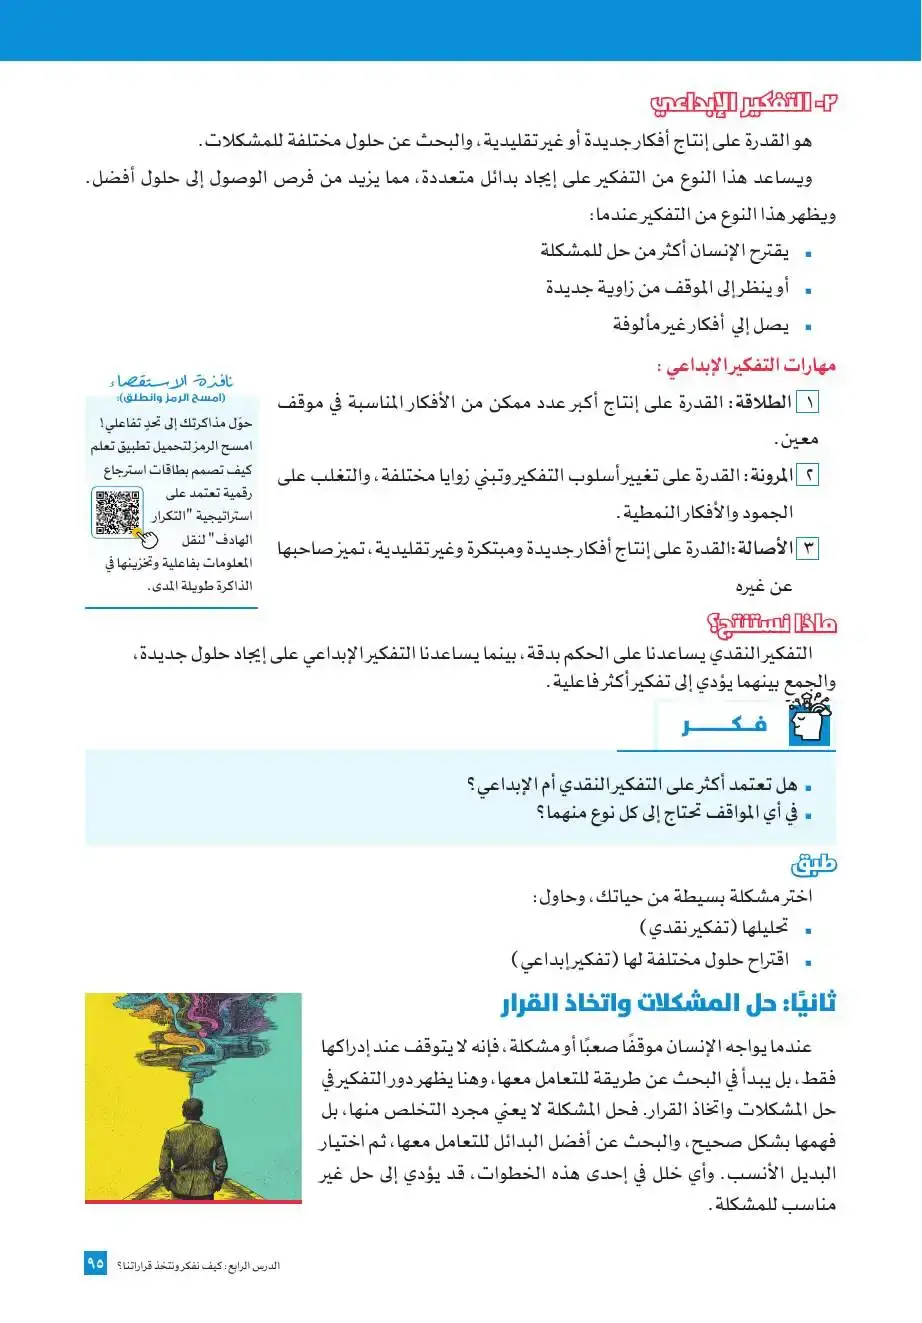 ٢- التفكير الإبداعي
هو القدرة على إنتاج أفكار جديدة أو غير تقليدية، والبحث عن حلول مختلفة للمشكلات.
ويساعد هذا النوع من التفكير على إيجاد بدائل متعددة، مما يزيد من فرص الوصول إلى حلول أفضل.
ويظهر هذا النوع من التفكير عندما:
▪ يقترح الإنسان أكثر من حل للمشكلة
▪ أو ينظر إلى الموقف من زاوية جديدة
▪ يصل إلي أفكار غير مألوفة
مهارات التفكير الإبداعي :
١ الطلاقة: القدرة على إنتاج أكبر عدد ممكن من الأفكار المناسبة في موقف
معين.
٢ المرونة: القدرة على تغيير أسلوب التفكير وتبني زوايا مختلفة، والتغلب على
الجمود والأفكار النمطية.
٣ الأصالة:القدرة على إنتاج أفكار جديدة ومبتكرة وغير تقليدية، تميز صاحبها
عن غيره
نافذة الاستقصاء
(امسح الرمز وانطلق):
حوّل مذاكرتك إلى تحدٍ تفاعلي!
امسح الرمز لتحميل تطبيق تعلم
كيف تصمم بطاقات استرجاع
رقمية تعتمد على
استراتيجية "التكرار
الهادف" لنقل
المعلومات بفاعلية وتخزينها في
الذاكرة طويلة المدى.
ماذا نستنتج؟
التفكير النقدي يساعدنا على الحكم بدقة، بينما يساعدنا التفكير الإبداعي على إيجاد حلول جديدة،
والجمع بينهما يؤدي إلى تفكير أكثر فاعلية.
فكر
▪ هل تعتمد أكثر على التفكير النقدي أم الإبداعي؟
▪ في أي المواقف تحتاج إلى كل نوع منهما؟
طبق
اختر مشكلة بسيطة من حياتك، وحاول:
▪ تحليلها (تفكير نقدي)
▪ اقتراح حلول مختلفة لها (تفكير إبداعي)
ثانيًا: حل المشكلات واتخاذ القرار
عندما يواجه الإنسان موقفًا صعبًا أو مشكلة، فإنه لا يتوقف عند إدراكها
فقط، بل يبدأ في البحث عن طريقة للتعامل معها، وهنا يظهر دور التفكير في
حل المشكلات واتخاذ القرار. فحل المشكلة لا يعني مجرد التخلص منها، بل
فهمها بشكل صحيح، والبحث عن أفضل البدائل للتعامل معها، ثم اختيار
البديل الأنسب. وأي خلل في إحدى هذه الخطوات، قد يؤدي إلى حل غير
مناسب للمشكلة.
الدرس الرابع: كيف نفكر ونتخذ قراراتنا؟ ٩٥